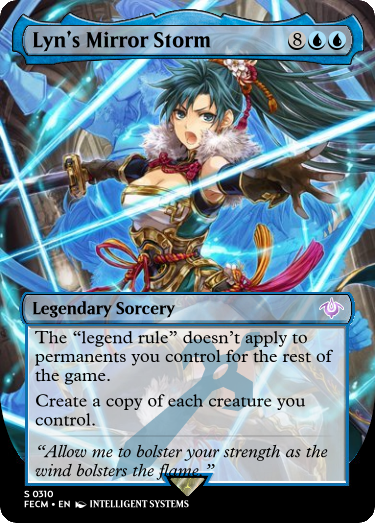 Lyn's Mirror Storm 8
Legendary Sorcery
The “legend rule” doesn't apply to
permanents you control for the rest of
the game.
Create a copy of each creature you
control.
“Allow me to bolster your strength as the
wind bolsters the flame.”
S 0310
FECM • EN INTELLIGENT SYSTEMS